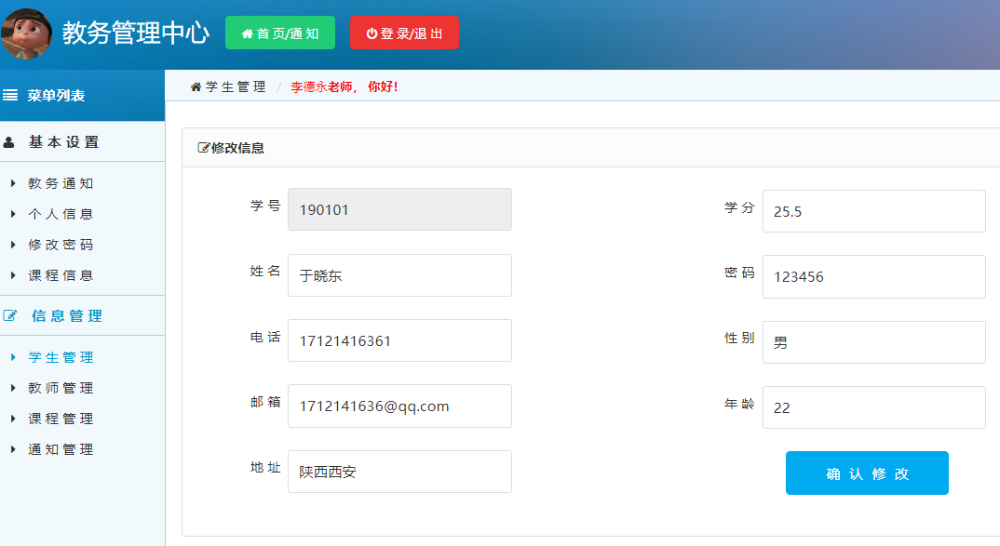 教务管理中心
首页/通知
登录/退出
菜单列表
学生管理 / 李德永老师, 你好!
基本设置
教务通知
个人信息
修改密码
课程信息
信息管理
学生管理
教师管理
课程管理
通知管理
修改信息
学号 190101
学分 25.5
姓名 于晓东
密码 123456
电话 17121416361
性别 男
邮箱 1712141636@qq.com
年龄 22
地址 陕西西安
确认修改